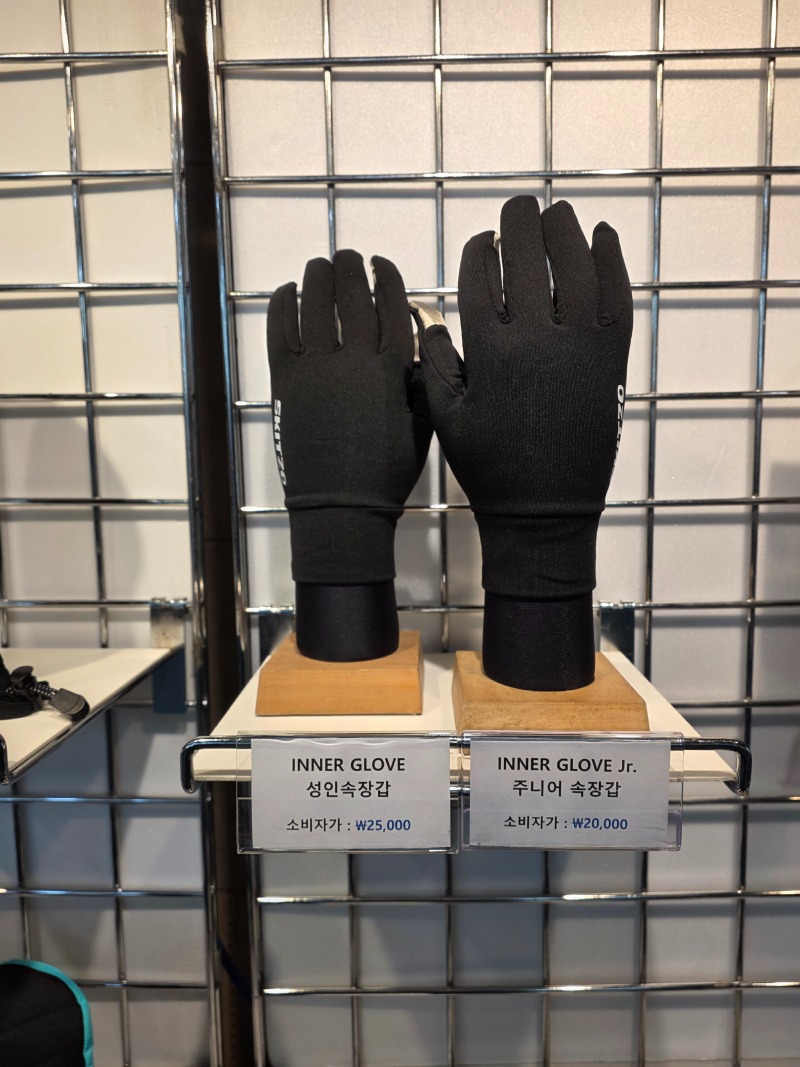 SKITZO
INNER GLOVE
성인속장갑
소비자가 : ₩25,000
INNER GLOVE Jr.
주니어 속장갑
소비자가 : ₩20,000